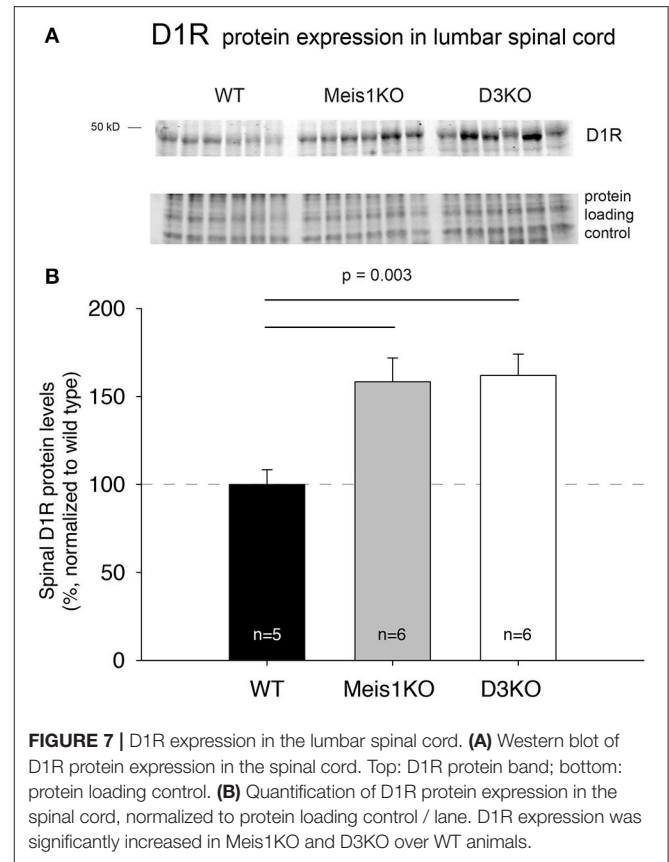 A
D1R protein expression in lumbar spinal cord
WT Meis1KO D3KO
50 kD
D1R
protein
loading
control
B
p = 0.003
200
150
100
50
0
Spinal D1R protein levels
(%, normalized to wild type)
n=5 n=6 n=6
WT Meis1KO D3KO
FIGURE 7 | D1R expression in the lumbar spinal cord. (A) Western blot of
D1R protein expression in the spinal cord. Top: D1R protein band; bottom:
protein loading control. (B) Quantification of D1R protein expression in the
spinal cord, normalized to protein loading control / lane. D1R expression was
significantly increased in Meis1KO and D3KO over WT animals.